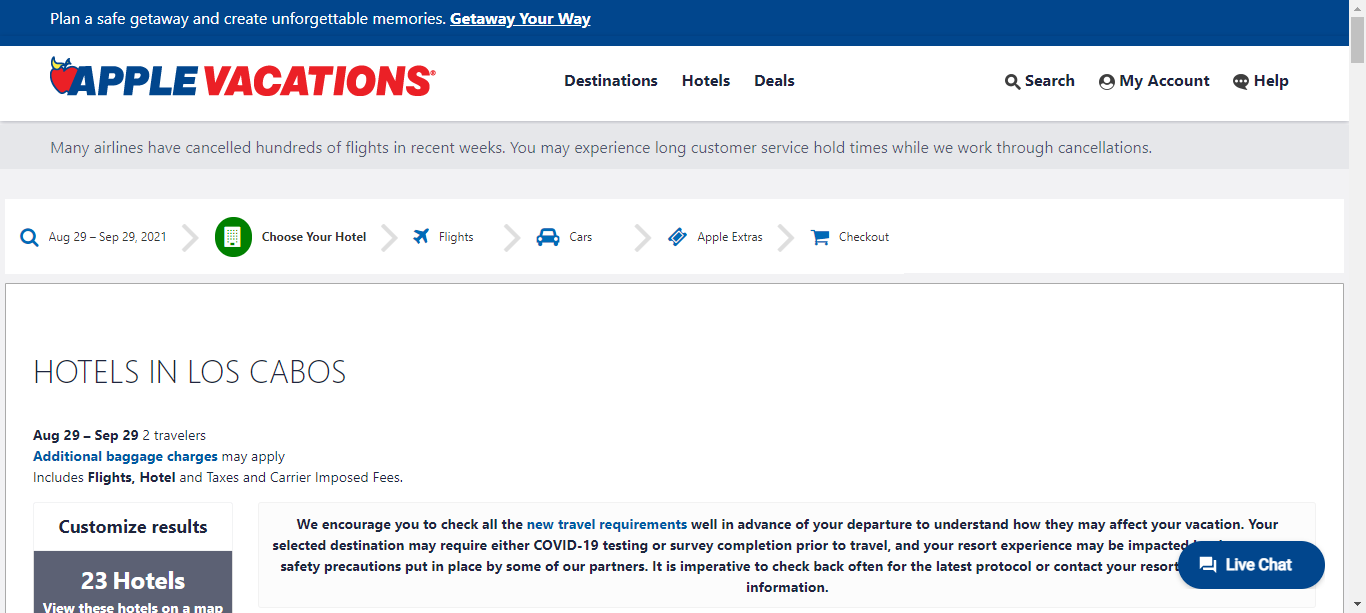 Plan a safe getaway and create unforgettable memories. Getaway Your Way
APPLE VACATIONS®
Destinations Hotels Deals
Search My Account Help
Many airlines have cancelled hundreds of flights in recent weeks. You may experience long customer service hold times while we work through cancellations.
Aug 29 – Sep 29, 2021 Choose Your Hotel Flights Cars Apple Extras Checkout
HOTELS IN LOS CABOS
Aug 29 – Sep 29 2 travelers
Additional baggage charges may apply
Includes Flights, Hotel and Taxes and Carrier Imposed Fees.
Customize results
23 Hotels
View these hotels on a map
We encourage you to check all the new travel requirements well in advance of your departure to understand how they may affect your vacation. Your
selected destination may require either COVID-19 testing or survey completion prior to travel, and your resort experience may be impacted
safety precautions put in place by some of our partners. It is imperative to check back often for the latest protocol or contact your resort
information.
Live Chat